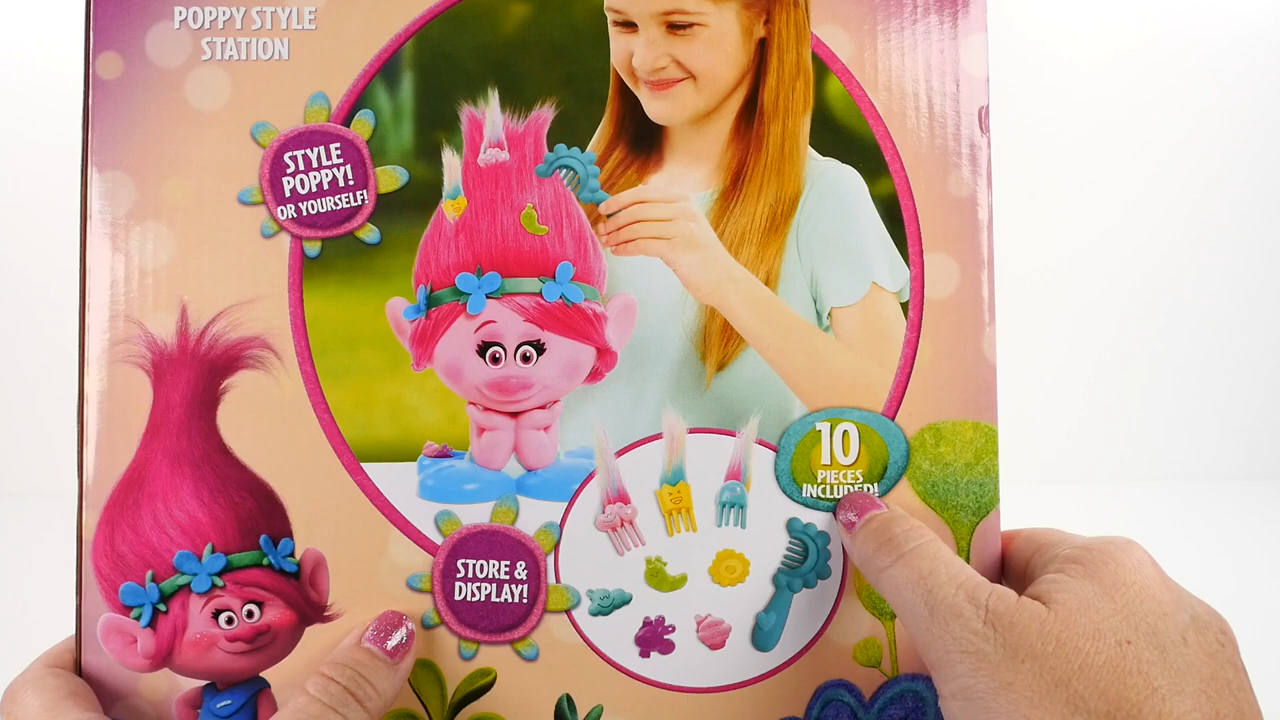 POPPY STYLE
STATION
STYLE
POPPY!
OR YOURSELF!
10
PIECES
INCLUDED!
STORE &
DISPLAY!